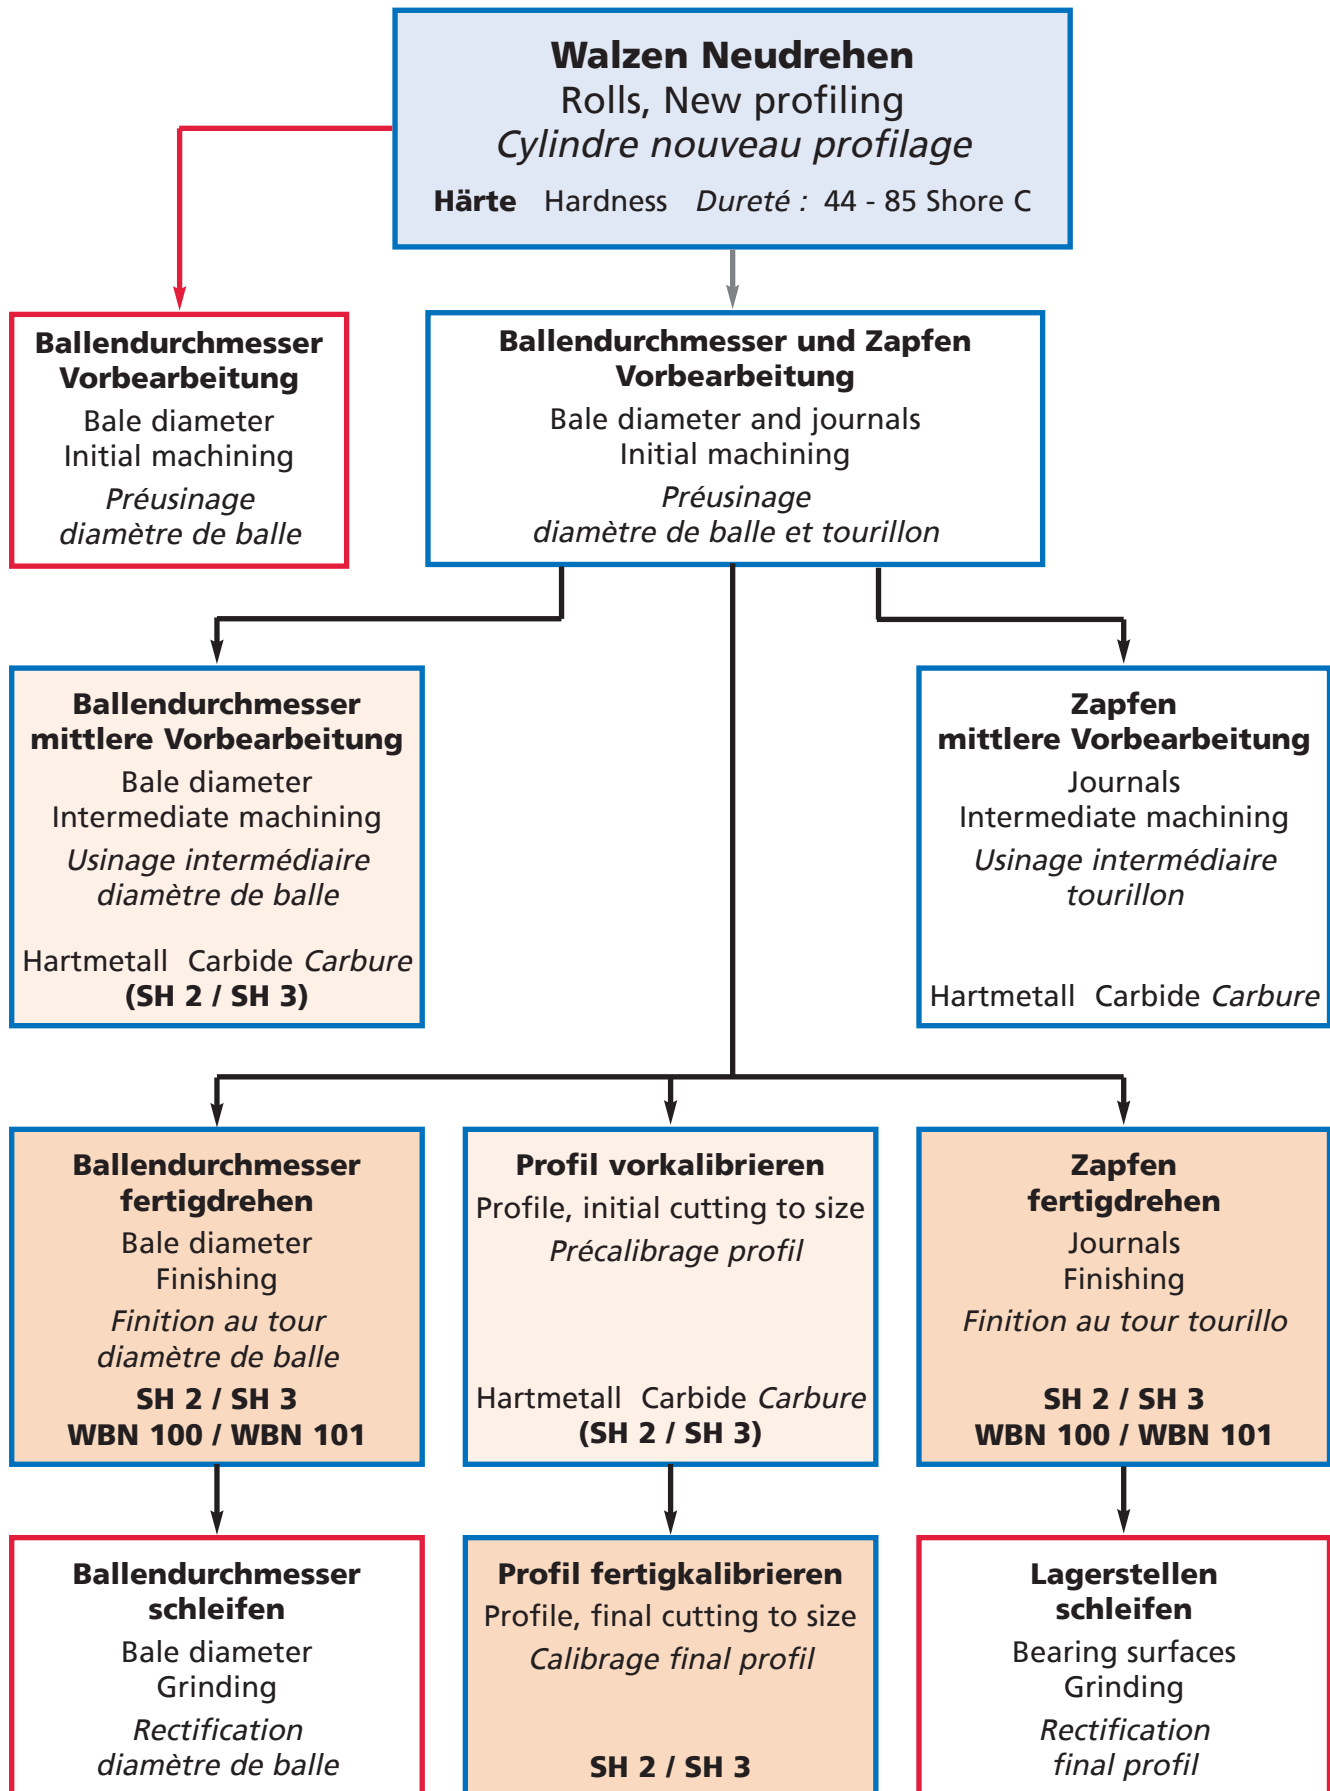 Walzen Neudrehen
Rolls, New profiling
Cylindre nouveau profilage
Härte Hardness Dureté : 44 - 85 Shore C
Ballendurchmesser
Vorbearbeitung
Bale diameter
Initial machining
Préusinage
diamètre de balle
Ballendurchmesser und Zapfen
Vorbearbeitung
Bale diameter and journals
Initial machining
Préusinage
diamètre de balle et tourillon
Ballendurchmesser
mittlere Vorbearbeitung
Bale diameter
Intermediate machining
Usinage intermédiaire
diamètre de balle
Hartmetall Carbide Carbure
(SH 2 / SH 3)
Zapfen
mittlere Vorbearbeitung
Journals
Intermediate machining
Usinage intermédiaire
tourillon
Hartmetall Carbide Carbure
Ballendurchmesser
fertigdrehen
Bale diameter
Finishing
Finition au tour
diamètre de balle
SH 2 / SH 3
WBN 100 / WBN 101
Profil vorkalibrieren
Profile, initial cutting to size
Précalibrage profil
Hartmetall Carbide Carbure
(SH 2 / SH 3)
Zapfen
fertigdrehen
Journals
Finishing
Finition au tour tourillo
SH 2 / SH 3
WBN 100 / WBN 101
Ballendurchmesser
schleifen
Bale diameter
Grinding
Rectification
diamètre de balle
Profil fertigkalibrieren
Profile, final cutting to size
Calibrage final profil
SH 2 / SH 3
Lagerstellen
schleifen
Bearing surfaces
Grinding
Rectification
final profil